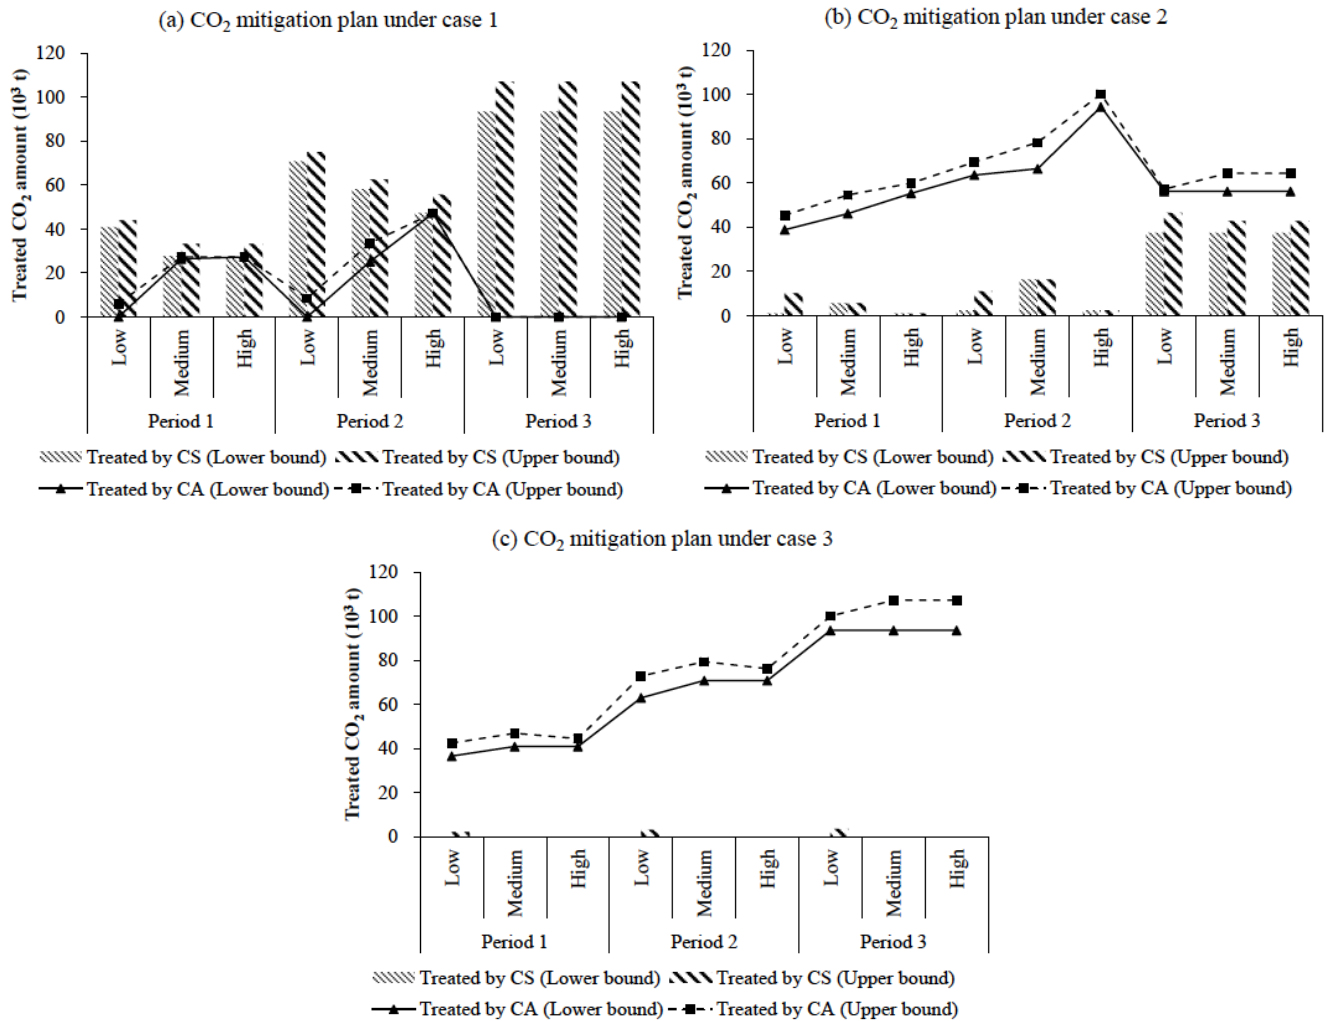 (a) CO2 mitigation plan under case 1
Treated CO2 amount (10³ t)
120
100
80
60
40
20
0
Low
Medium
High
Low
Medium
High
Low
Medium
High
Period 1
Period 2
Period 3
Treated by CS (Lower bound)
Treated by CS (Upper bound)
Treated by CA (Lower bound)
Treated by CA (Upper bound)
(b) CO2 mitigation plan under case 2
Treated CO2 amount (10³ t)
120
100
80
60
40
20
0
Low
Medium
High
Low
Medium
High
Low
Medium
High
Period 1
Period 2
Period 3
Treated by CS (Lower bound)
Treated by CS (Upper bound)
Treated by CA (Lower bound)
Treated by CA (Upper bound)
(c) CO2 mitigation plan under case 3
Treated CO2 amount (10³ t)
120
100
80
60
40
20
0
Low
Medium
High
Low
Medium
High
Low
Medium
High
Period 1
Period 2
Period 3
Treated by CS (Lower bound)
Treated by CS (Upper bound)
Treated by CA (Lower bound)
Treated by CA (Upper bound)